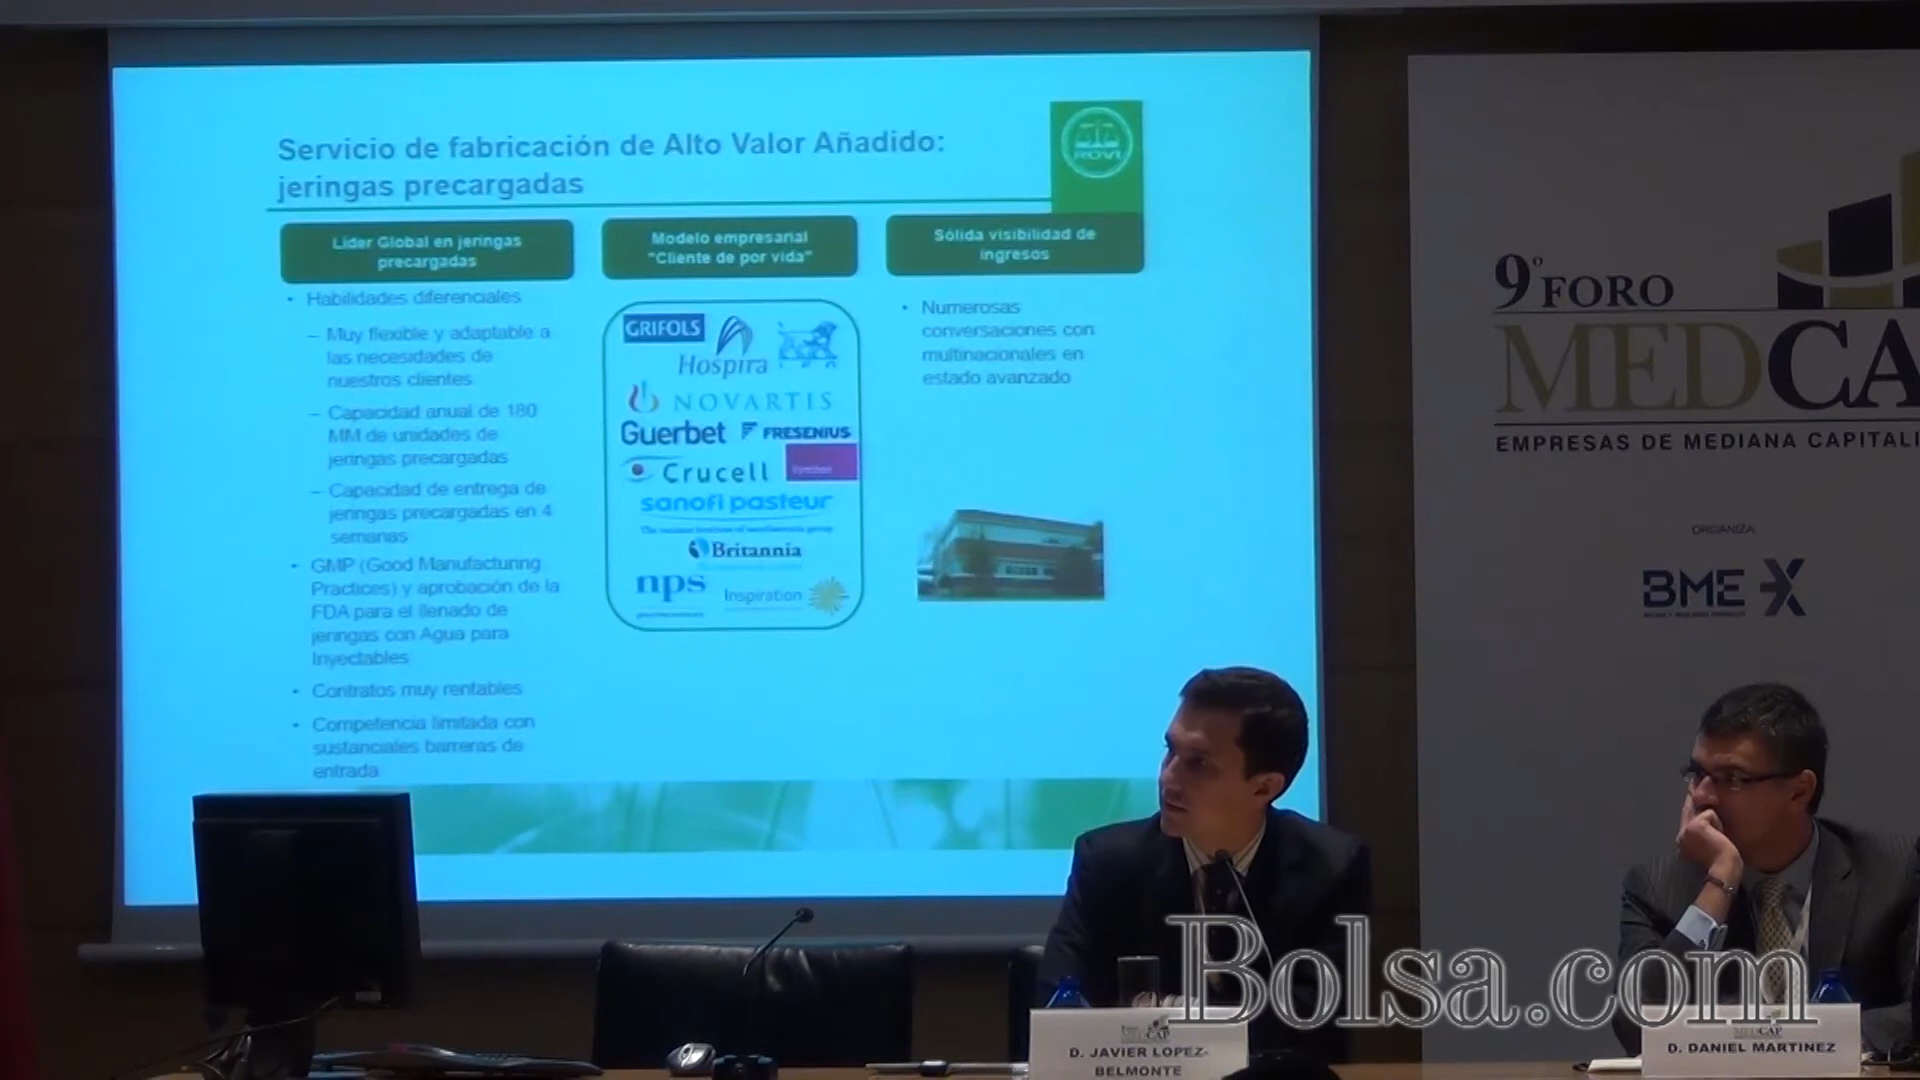 Servicio de fabricación de Alto Valor Añadido:
jeringas precargadas
ROVI
Líder Global en jeringas
precargadas
• Habilidades diferenciales
– Muy flexible y adaptable a
las necesidades de
nuestros clientes
– Capacidad anual de 180
MM de unidades de
jeringas precargadas
– Capacidad de entrega de
jeringas precargadas en 4
semanas
• GMP (Good Manufacturing
Practices) y aprobación de la
FDA para el llenado de
jeringas con Agua para
Inyectables
• Contratos muy rentables
• Competencia limitada con
sustanciales barreras de
entrada
Modelo empresarial
"Cliente de por vida"
GRIFOLS
Hospira
NOVARTIS
Guerbet FRESENIUS
Crucell
sanofi pasteur
Britannia
nps
Inspiration
Sólida visibilidad de
ingresos
• Numerosas
conversaciones con
multinacionales en
estado avanzado
9º FORO
MEDCA
EMPRESAS DE MEDIANA CAPITALI
ORGANIZA
BME X
Bolsa.com
MEDCAP
D. JAVIER LOPEZ-
BELMONTE
MEDCAP
D. DANIEL MARTINEZ